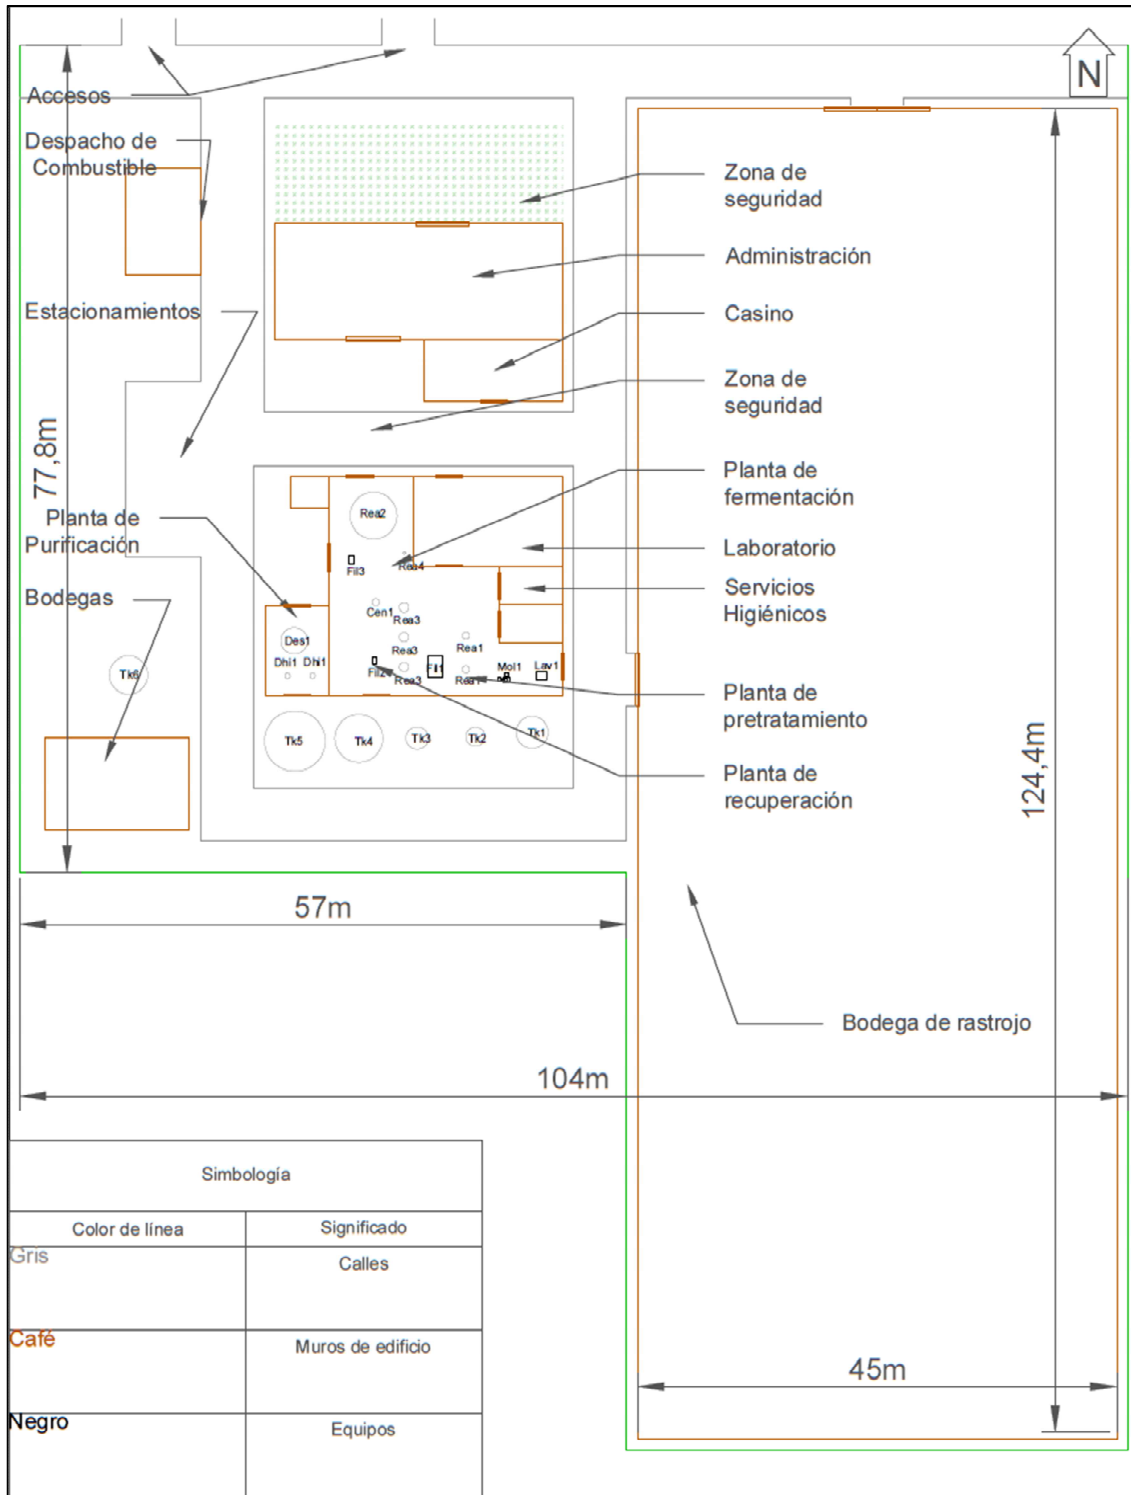 N
Accesos
Despacho de
Combustible
Estacionamientos
77,8m
Planta de
Purificación
Bodegas
Zona de
seguridad
Administración
Casino
Zona de
seguridad
Planta de
fermentación
Laboratorio
Servicios
Higiénicos
Planta de
pretratamiento
Planta de
recuperación
Rea2
Fil3
Rea4
Cen1
Rea3
Des1
Rea3
Rea1
Dhi1
Dhi1
Fil2
Rea3
Fil1
Rea1
Mol1
Lav1
Tk6
Tk5
Tk4
Tk3
Tk2
Tk1
124,4m
57m
Bodega de rastrojo
104m
45m
Simbología
Color de línea
Significado
Gris
Calles
Café
Muros de edificio
Negro
Equipos